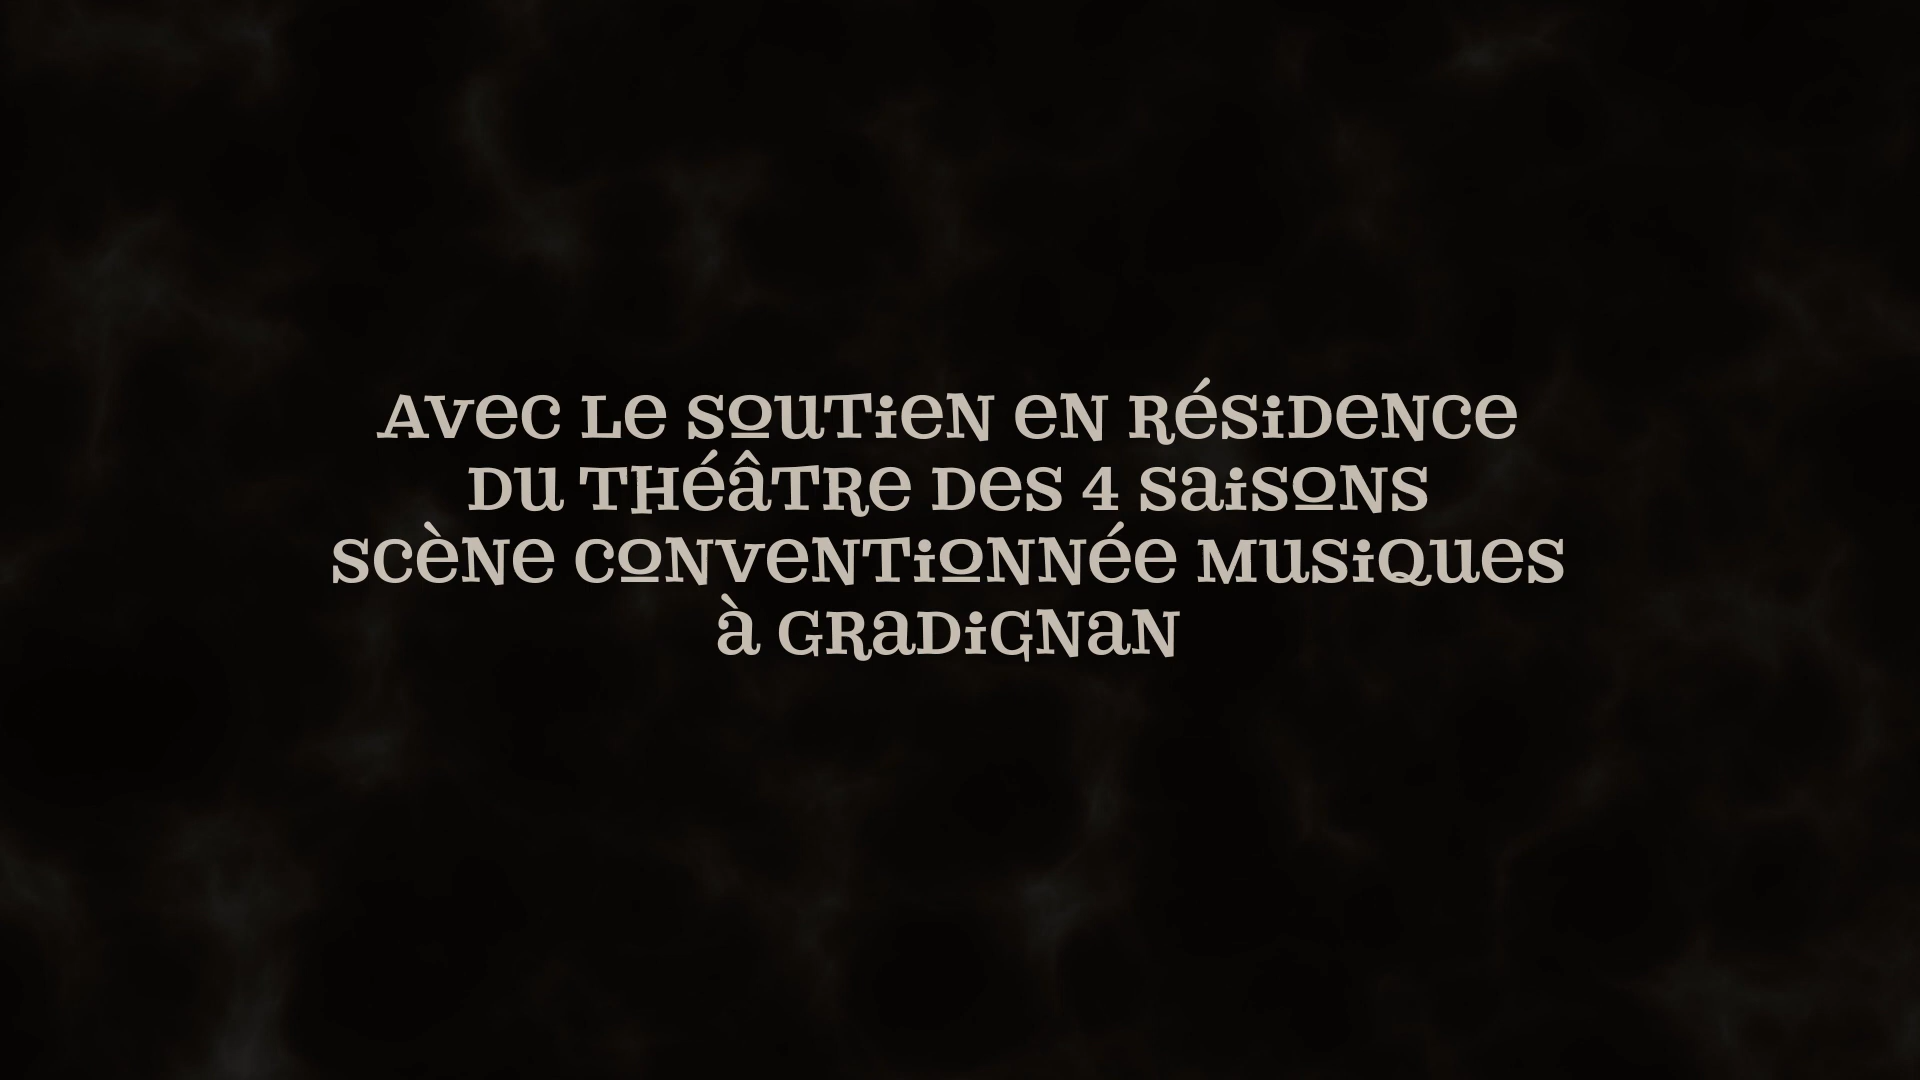 Avec le soutien en résidence
du Théâtre des 4 saisons
scène conventionnée musiques
à Gradignan